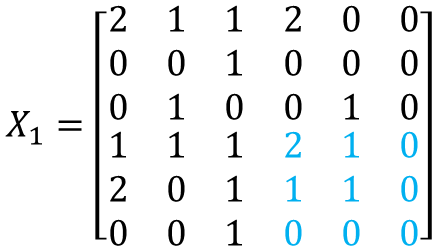 2 1 1 2 0 0
0 0 1 0 0 0
0 1 0 0 1 0
X₁ =
1 1 1 2 1 0
2 0 1 1 1 0
0 0 1 0 0 0